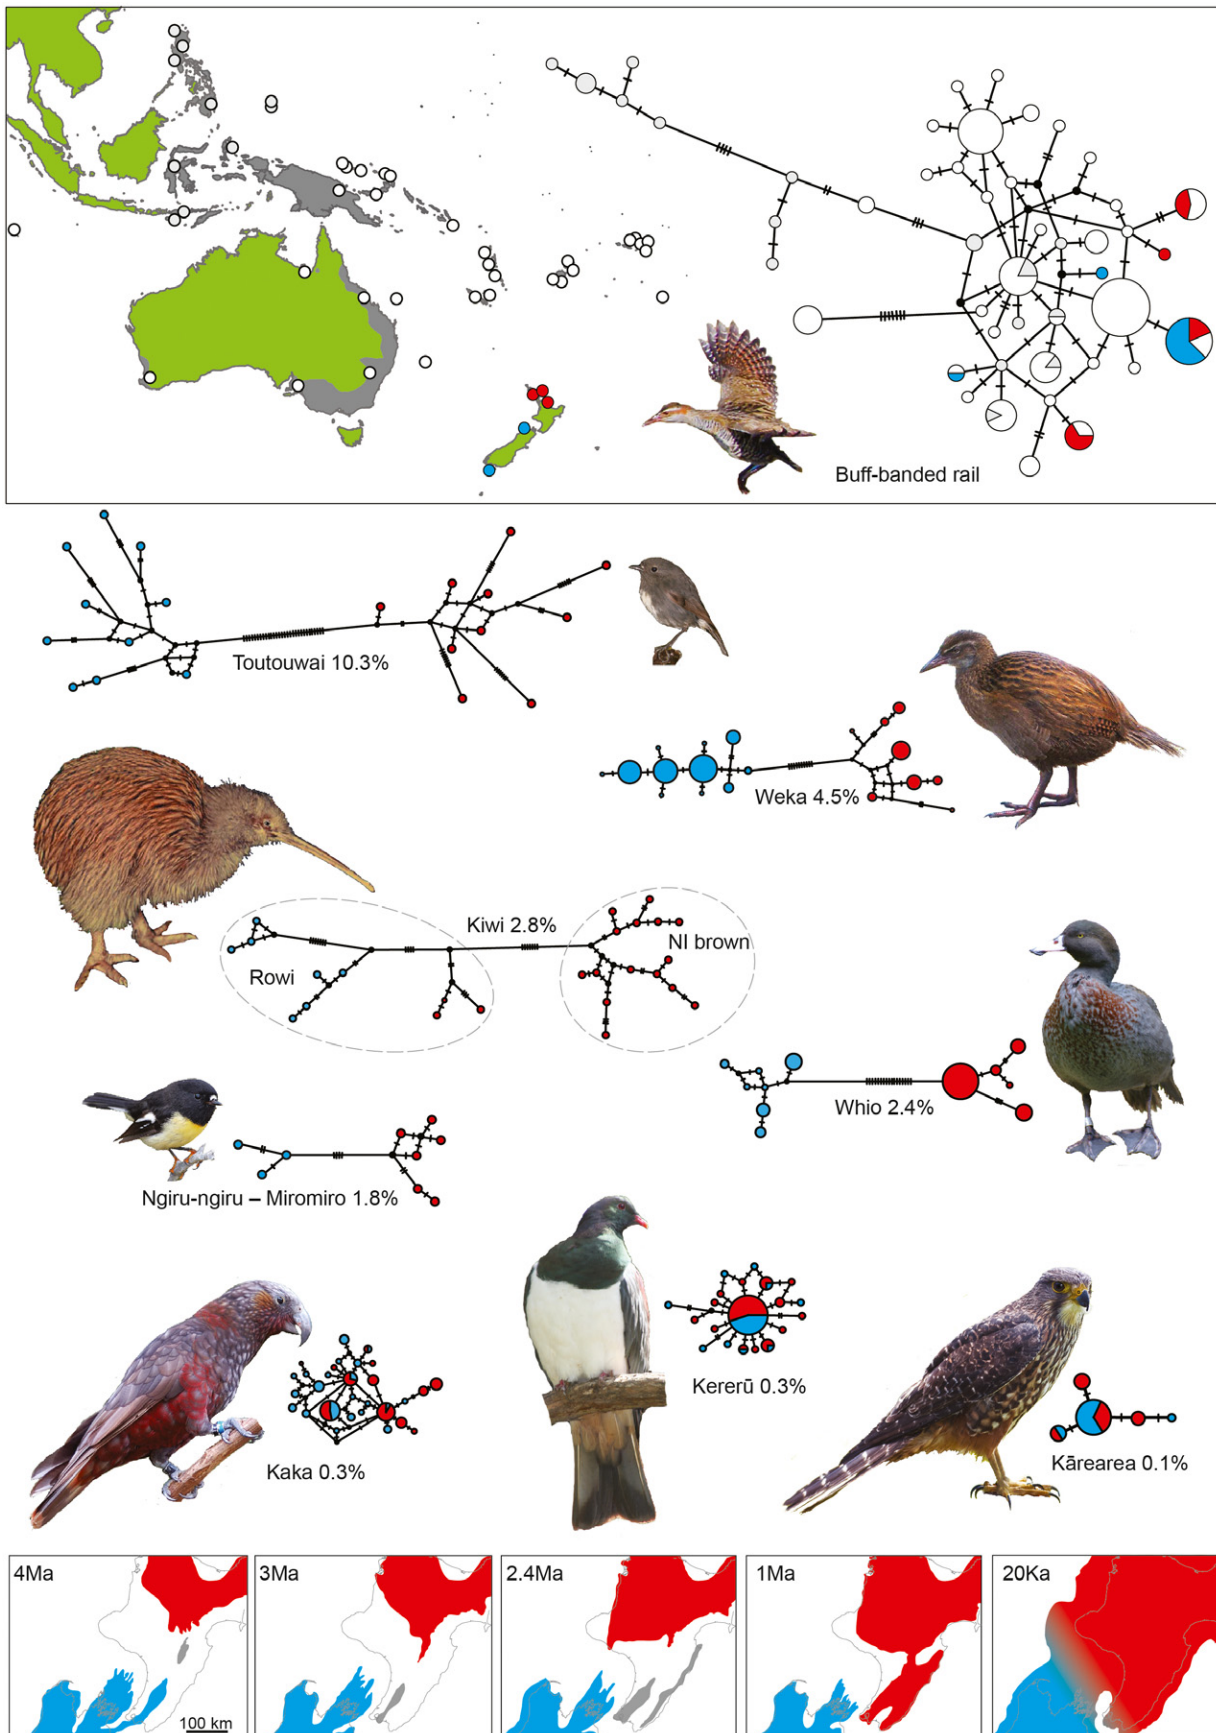 Buff-banded rail
Toutouwai 10.3%
Weka 4.5%
Kiwi 2.8%
NI brown
Rowi
Whio 2.4%
Ngiru-ngiru – Miromiro 1.8%
Kererū 0.3%
Kaka 0.3%
Kārearea 0.1%
4Ma
3Ma
2.4Ma
1Ma
20Ka
100 km